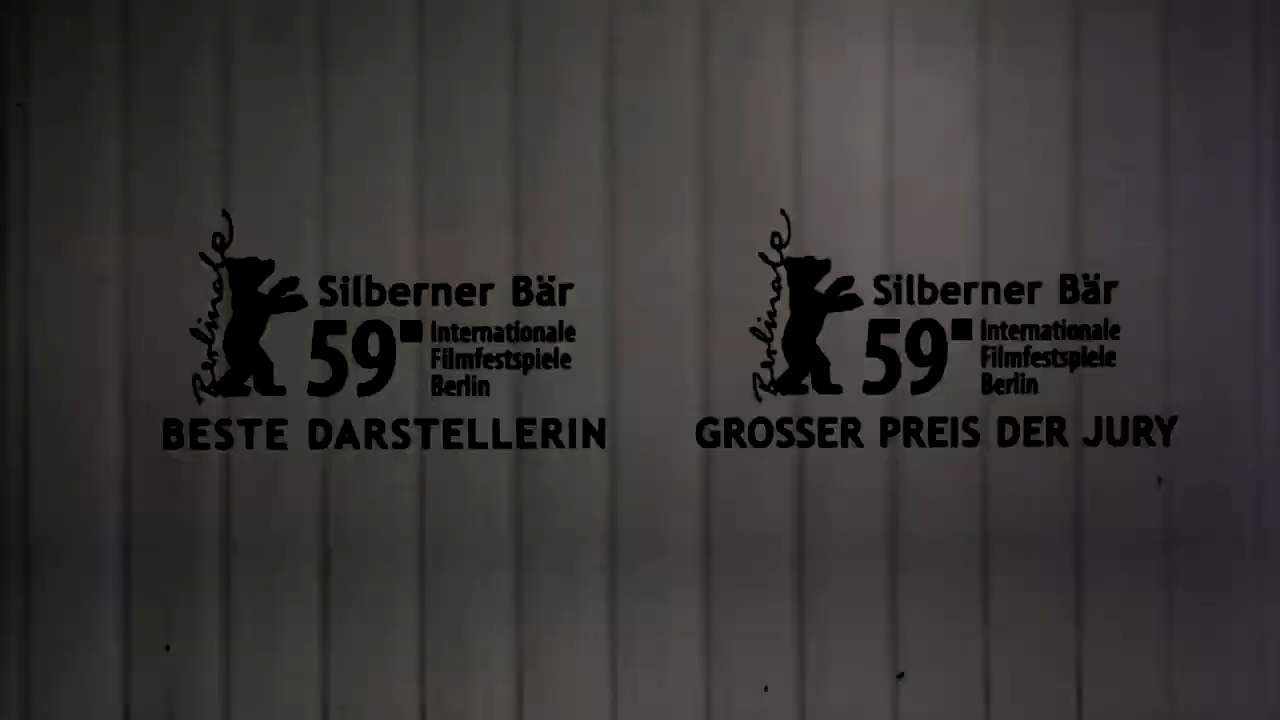 Berlinale
Silberner Bär
59
Internationale
Filmfestspiele
Berlin
BESTE DARSTELLERIN
Berlinale
Silberner Bär
59
Internationale
Filmfestspiele
Berlin
GROSSER PREIS DER JURY